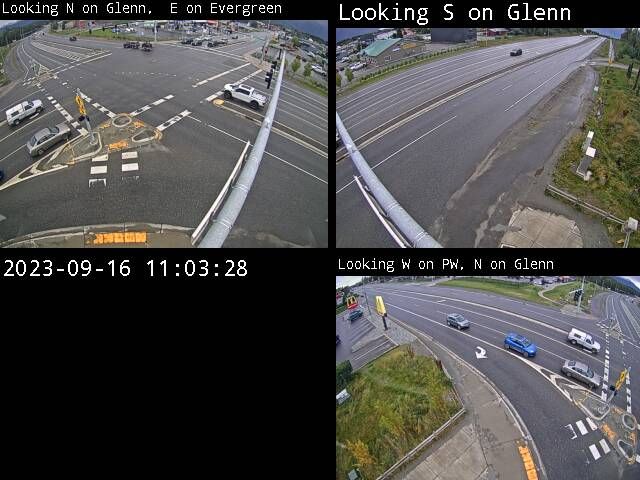 Looking N on Glenn, E on Evergreen
Looking S on Glenn
2023-09-16 11:03:28
Looking W on PW, N on Glenn